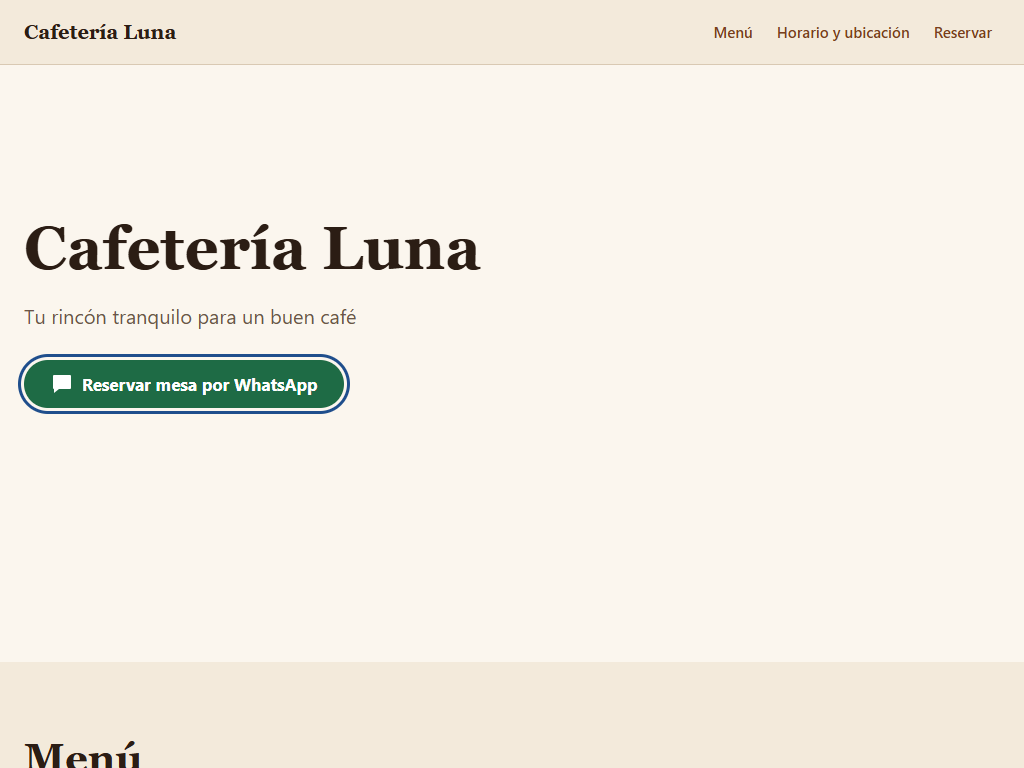 Cafetería Luna
Menú
Horario y ubicación
Reservar
Cafetería Luna
Tu rincón tranquilo para un buen café
Reservar mesa por WhatsApp
Menú